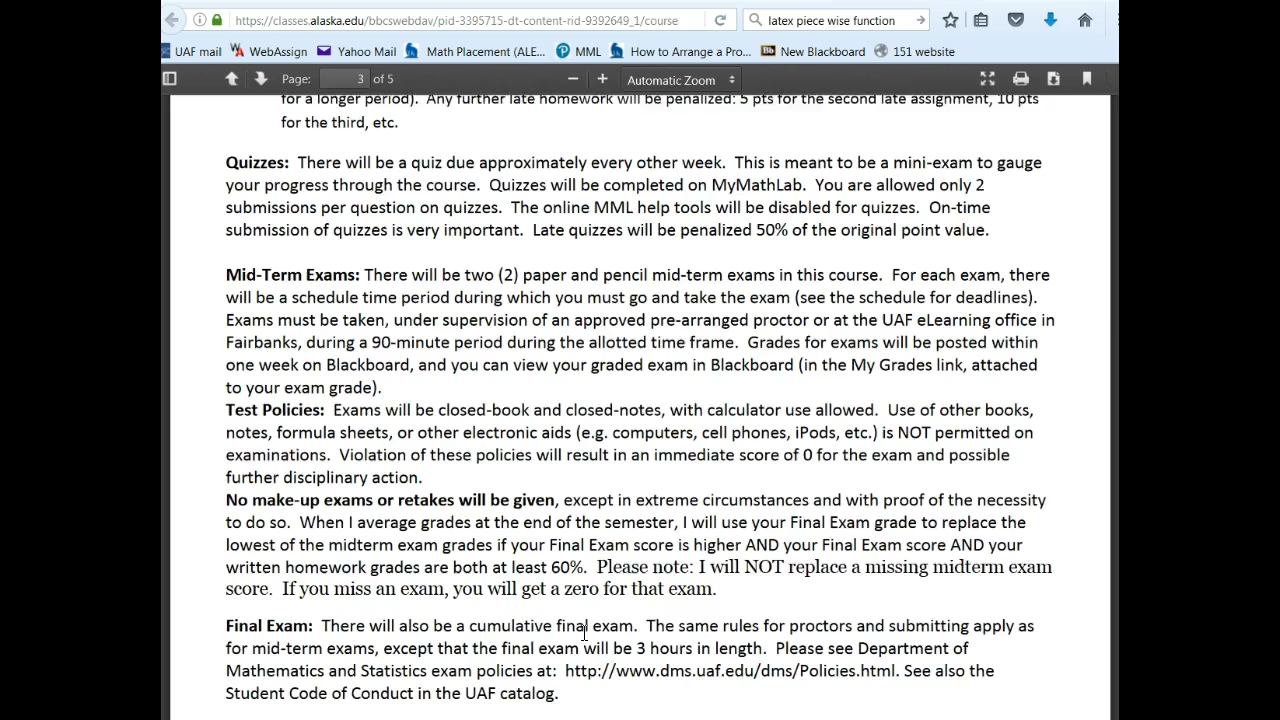 https://classes.alaska.edu/bbcswebdav/pid-3395715-dt-content-rid-9392649_1/course
latex piece wise function
UAF mail WebAssign Yahoo Mail Math Placement (ALE... MML How to Arrange a Pro... New Blackboard 151 website
Page: 3 of 5 Automatic Zoom
for a longer period). Any further late homework will be penalized: 5 pts for the second late assignment, 10 pts
for the third, etc.
Quizzes: There will be a quiz due approximately every other week. This is meant to be a mini-exam to gauge
your progress through the course. Quizzes will be completed on MyMathLab. You are allowed only 2
submissions per question on quizzes. The online MML help tools will be disabled for quizzes. On-time
submission of quizzes is very important. Late quizzes will be penalized 50% of the original point value.
Mid-Term Exams: There will be two (2) paper and pencil mid-term exams in this course. For each exam, there
will be a schedule time period during which you must go and take the exam (see the schedule for deadlines).
Exams must be taken, under supervision of an approved pre-arranged proctor or at the UAF eLearning office in
Fairbanks, during a 90-minute period during the allotted time frame. Grades for exams will be posted within
one week on Blackboard, and you can view your graded exam in Blackboard (in the My Grades link, attached
to your exam grade).
Test Policies: Exams will be closed-book and closed-notes, with calculator use allowed. Use of other books,
notes, formula sheets, or other electronic aids (e.g. computers, cell phones, iPods, etc.) is NOT permitted on
examinations. Violation of these policies will result in an immediate score of 0 for the exam and possible
further disciplinary action.
No make-up exams or retakes will be given, except in extreme circumstances and with proof of the necessity
to do so. When I average grades at the end of the semester, I will use your Final Exam grade to replace the
lowest of the midterm exam grades if your Final Exam score is higher AND your Final Exam score AND your
written homework grades are both at least 60%. Please note: I will NOT replace a missing midterm exam
score. If you miss an exam, you will get a zero for that exam.
Final Exam: There will also be a cumulative final exam. The same rules for proctors and submitting apply as
for mid-term exams, except that the final exam will be 3 hours in length. Please see Department of
Mathematics and Statistics exam policies at: http://www.dms.uaf.edu/dms/Policies.html. See also the
Student Code of Conduct in the UAF catalog.